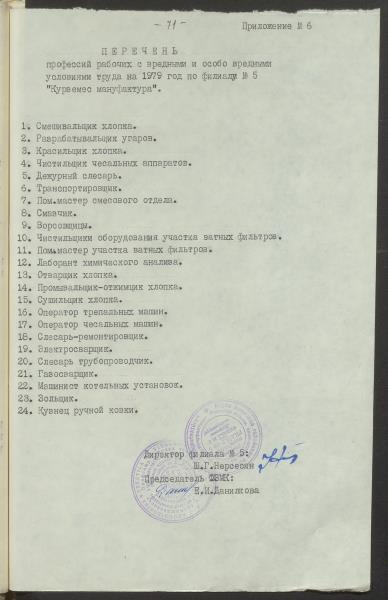 - 71 -
Приложение № 6
ПЕРЕЧЕНЬ
профессий рабочих с вредными и особо вредными
условиями труда на 1979 год по филиалу № 5
"Курвемес мануфактура".
1. Смешивальщик хлопка.
2. Разрабатывальщик угаров.
3. Красильщик хлопка.
4. Чистильщик чесальных аппаратов.
5. Дежурный слесарь.
6. Транспортировщик.
7. Пом.мастер смесового отдела.
8. Смазчик.
9. Ворсовщицы.
10. Чистильщики оборудования участка ватных фильтров.
11. Пом.мастер участка ватных фильтров.
12. Лаборант химического анализа.
13. Отварщик хлопка.
14. Промывальщик-отжимщик хлопка.
15. Сушильщик хлопка.
16. Оператор трепальных машин.
17. Оператор чесальных машин.
18. Слесарь-ремонтировщик.
19. Электросварщик.
20. Слесарь трубопроводчик.
21. Газосварщик.
22. Машинист котельных установок.
23. Зольщик.
24. Кузнец ручной ковки.
Директор филиала № 5:
Ш.Г.Нерсесян
Председатель ФЗМК:
Е.И.Данилкова